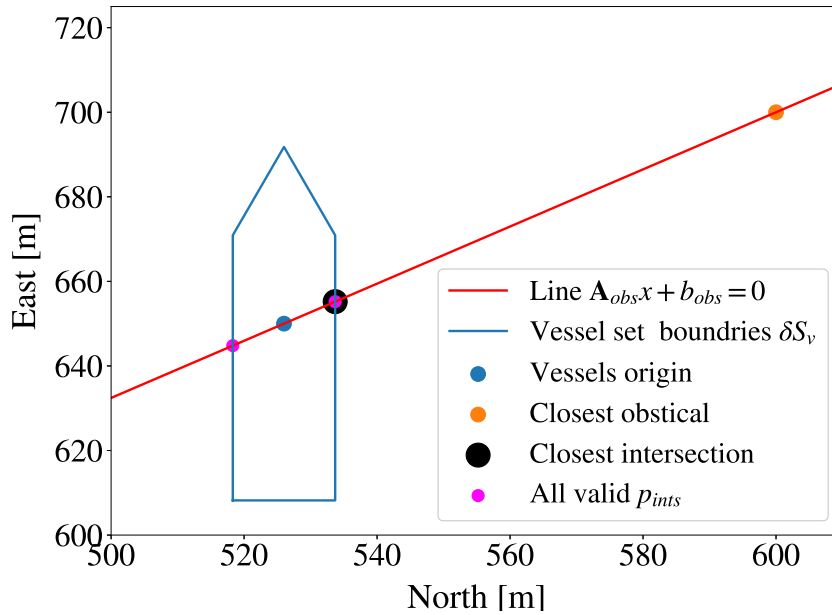 720
700
680
660
640
620
600
East [m]
Line A_obs x + b_obs = 0
Vessel set boundries δS_v
Vessels origin
Closest obstical
Closest intersection
All valid p_ints
500
520
540
560
580
600
North [m]